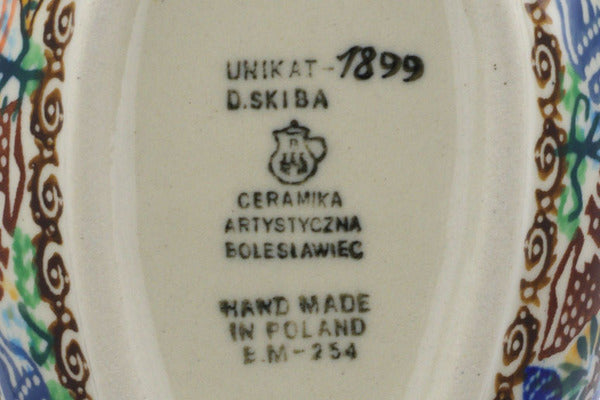 UNIKAT-1899
D.SKIBA
CERAMIKA
ARTYSTYCZNA
BOLESŁAWIEC
HAND MADE
IN POLAND
E.M-254